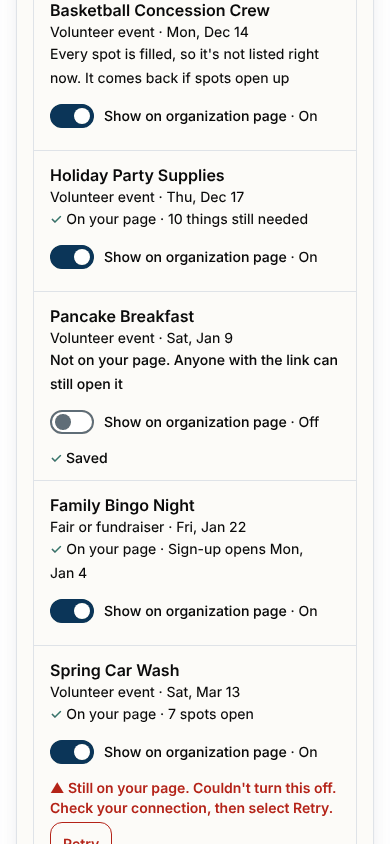 Basketball Concession Crew
Volunteer event · Mon, Dec 14
Every spot is filled, so it's not listed right
now. It comes back if spots open up
Show on organization page · On
Holiday Party Supplies
Volunteer event · Thu, Dec 17
✓ On your page · 10 things still needed
Show on organization page · On
Pancake Breakfast
Volunteer event · Sat, Jan 9
Not on your page. Anyone with the link can
still open it
Show on organization page · Off
✓ Saved
Family Bingo Night
Fair or fundraiser · Fri, Jan 22
✓ On your page · Sign-up opens Mon,
Jan 4
Show on organization page · On
Spring Car Wash
Volunteer event · Sat, Mar 13
✓ On your page · 7 spots open
Show on organization page · On
▲ Still on your page. Couldn't turn this off.
Check your connection, then select Retry.
Retry